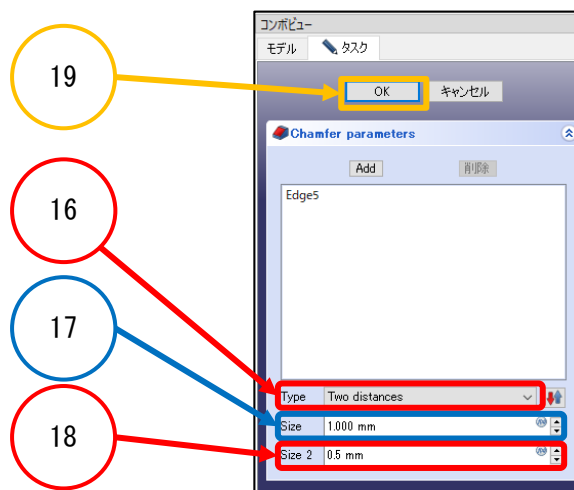 コンボビュー
モデル
タスク
19
OK
キャンセル
Chamfer parameters
Add
削除
Edge5
16
17
18
Type
Two distances
Size
1.000 mm
Size 2
0.5 mm